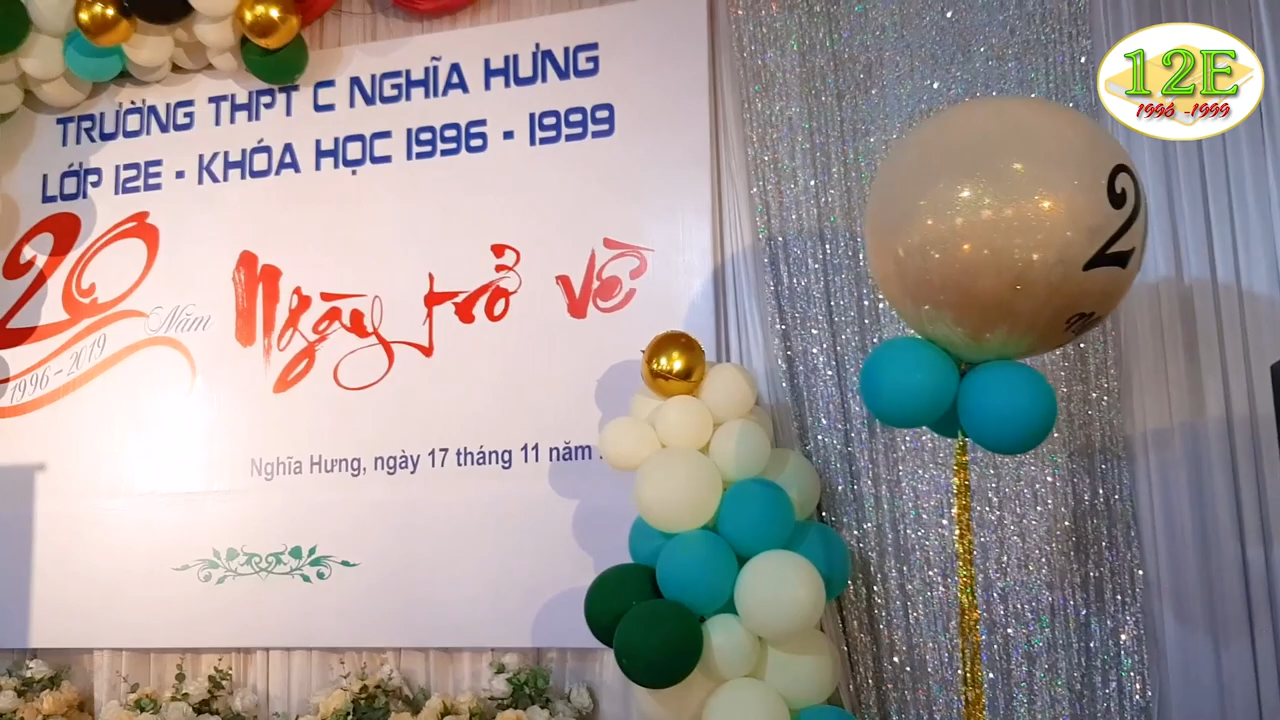 TRƯỜNG THPT C NGHĨA HƯNG
LỚP 12E - KHÓA HỌC 1996 - 1999
20 Năm
1996 - 2019
Ngày trở về
Nghĩa Hưng, ngày 17 tháng 11 năm
2
12E
1996 -1999